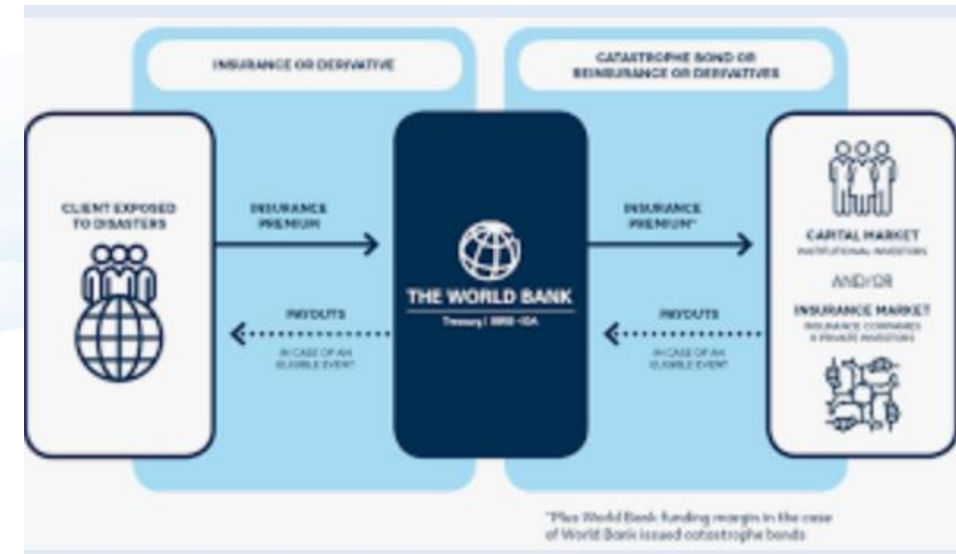 INSURANCE OR DERIVATIVE
CATASTROPHE BOND OR
REINSURANCE OR DERIVATIVES
CLIENT EXPOSED
TO DISASTERS
INSURANCE
PREMIUM
PAYOUTS
IN CASE OF AN
ELIGIBLE EVENT
THE WORLD BANK
Treasury | IBRD • IDA
INSURANCE
PREMIUM*
PAYOUTS
IN CASE OF AN
ELIGIBLE EVENT
CAPITAL MARKET
INSTITUTIONAL INVESTORS
AND/OR
INSURANCE MARKET
INSURANCE COMPANIES
& PRIVATE INVESTORS
*Plus World Bank funding margin in the case
of World Bank issued catastrophe bonds